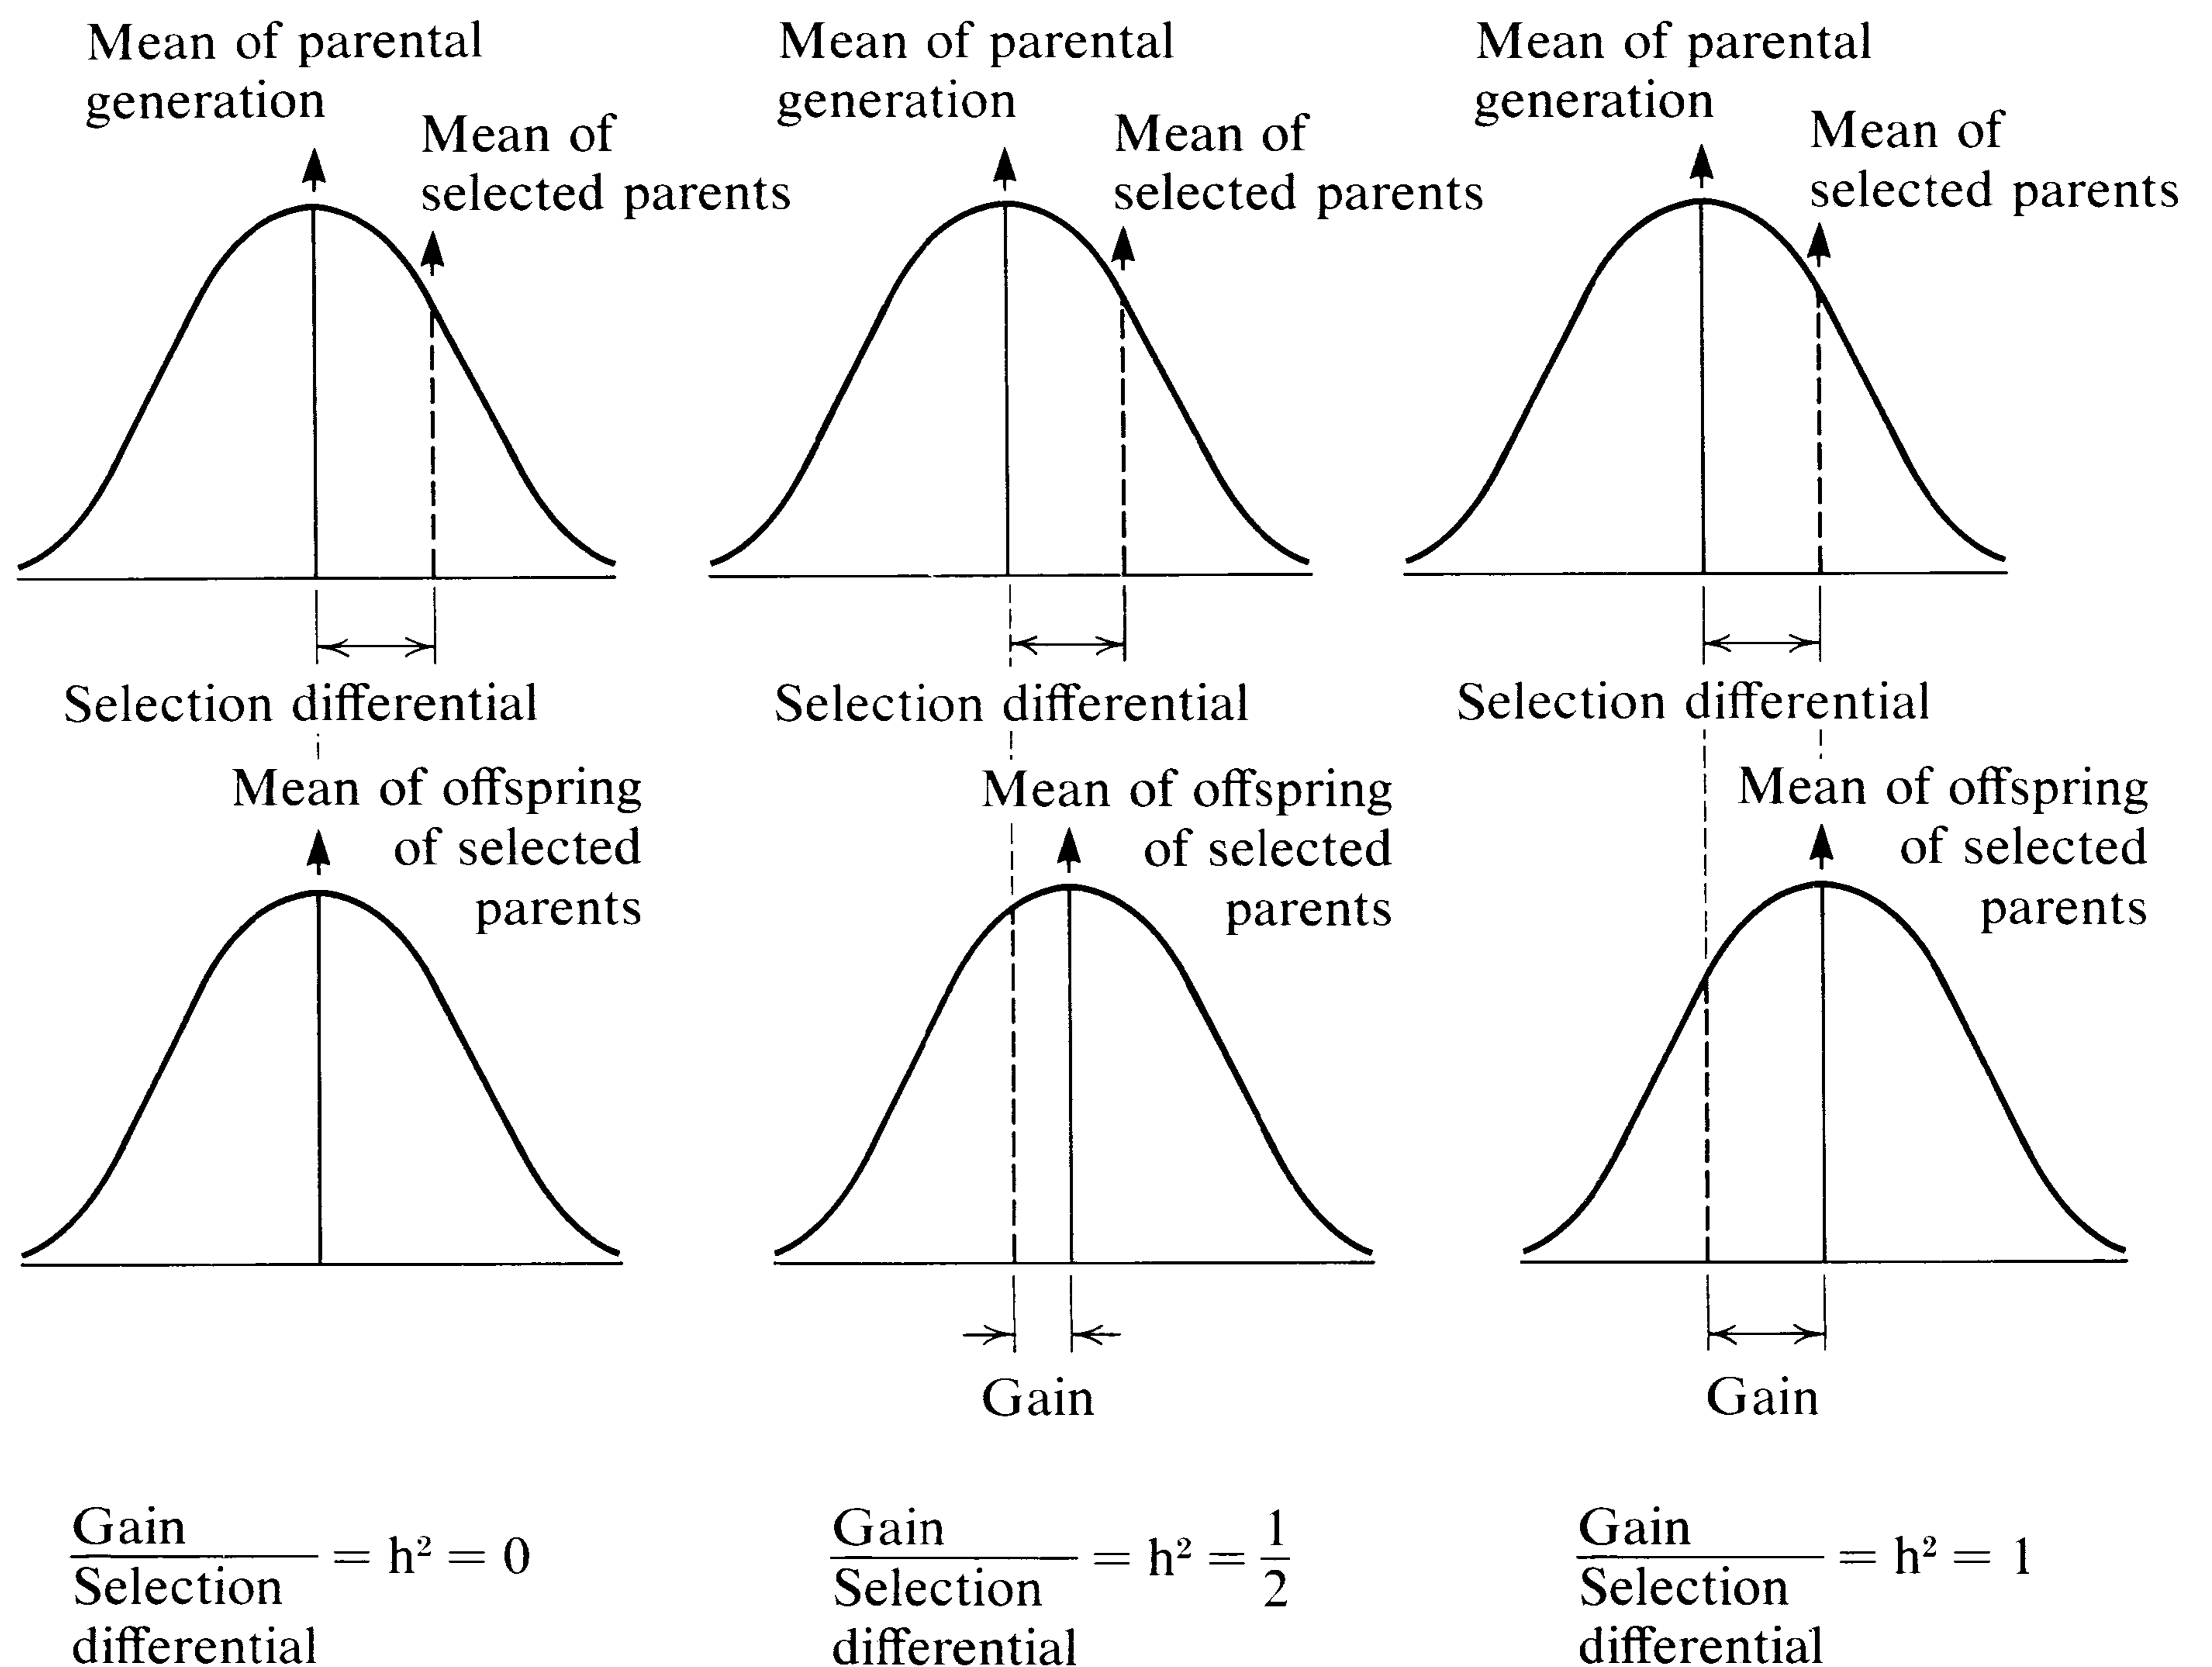 Mean of parental
generation
Mean of
selected parents
Selection differential
Mean of offspring
of selected
parents
Gain
Selection
differential
= h² = 0
Mean of parental
generation
Mean of
selected parents
Selection differential
Mean of offspring
of selected
parents
Gain
Gain
Selection
differential
= h² = 1/2
Mean of parental
generation
Mean of
selected parents
Selection differential
Mean of offspring
of selected
parents
Gain
Gain
Selection
differential
= h² = 1